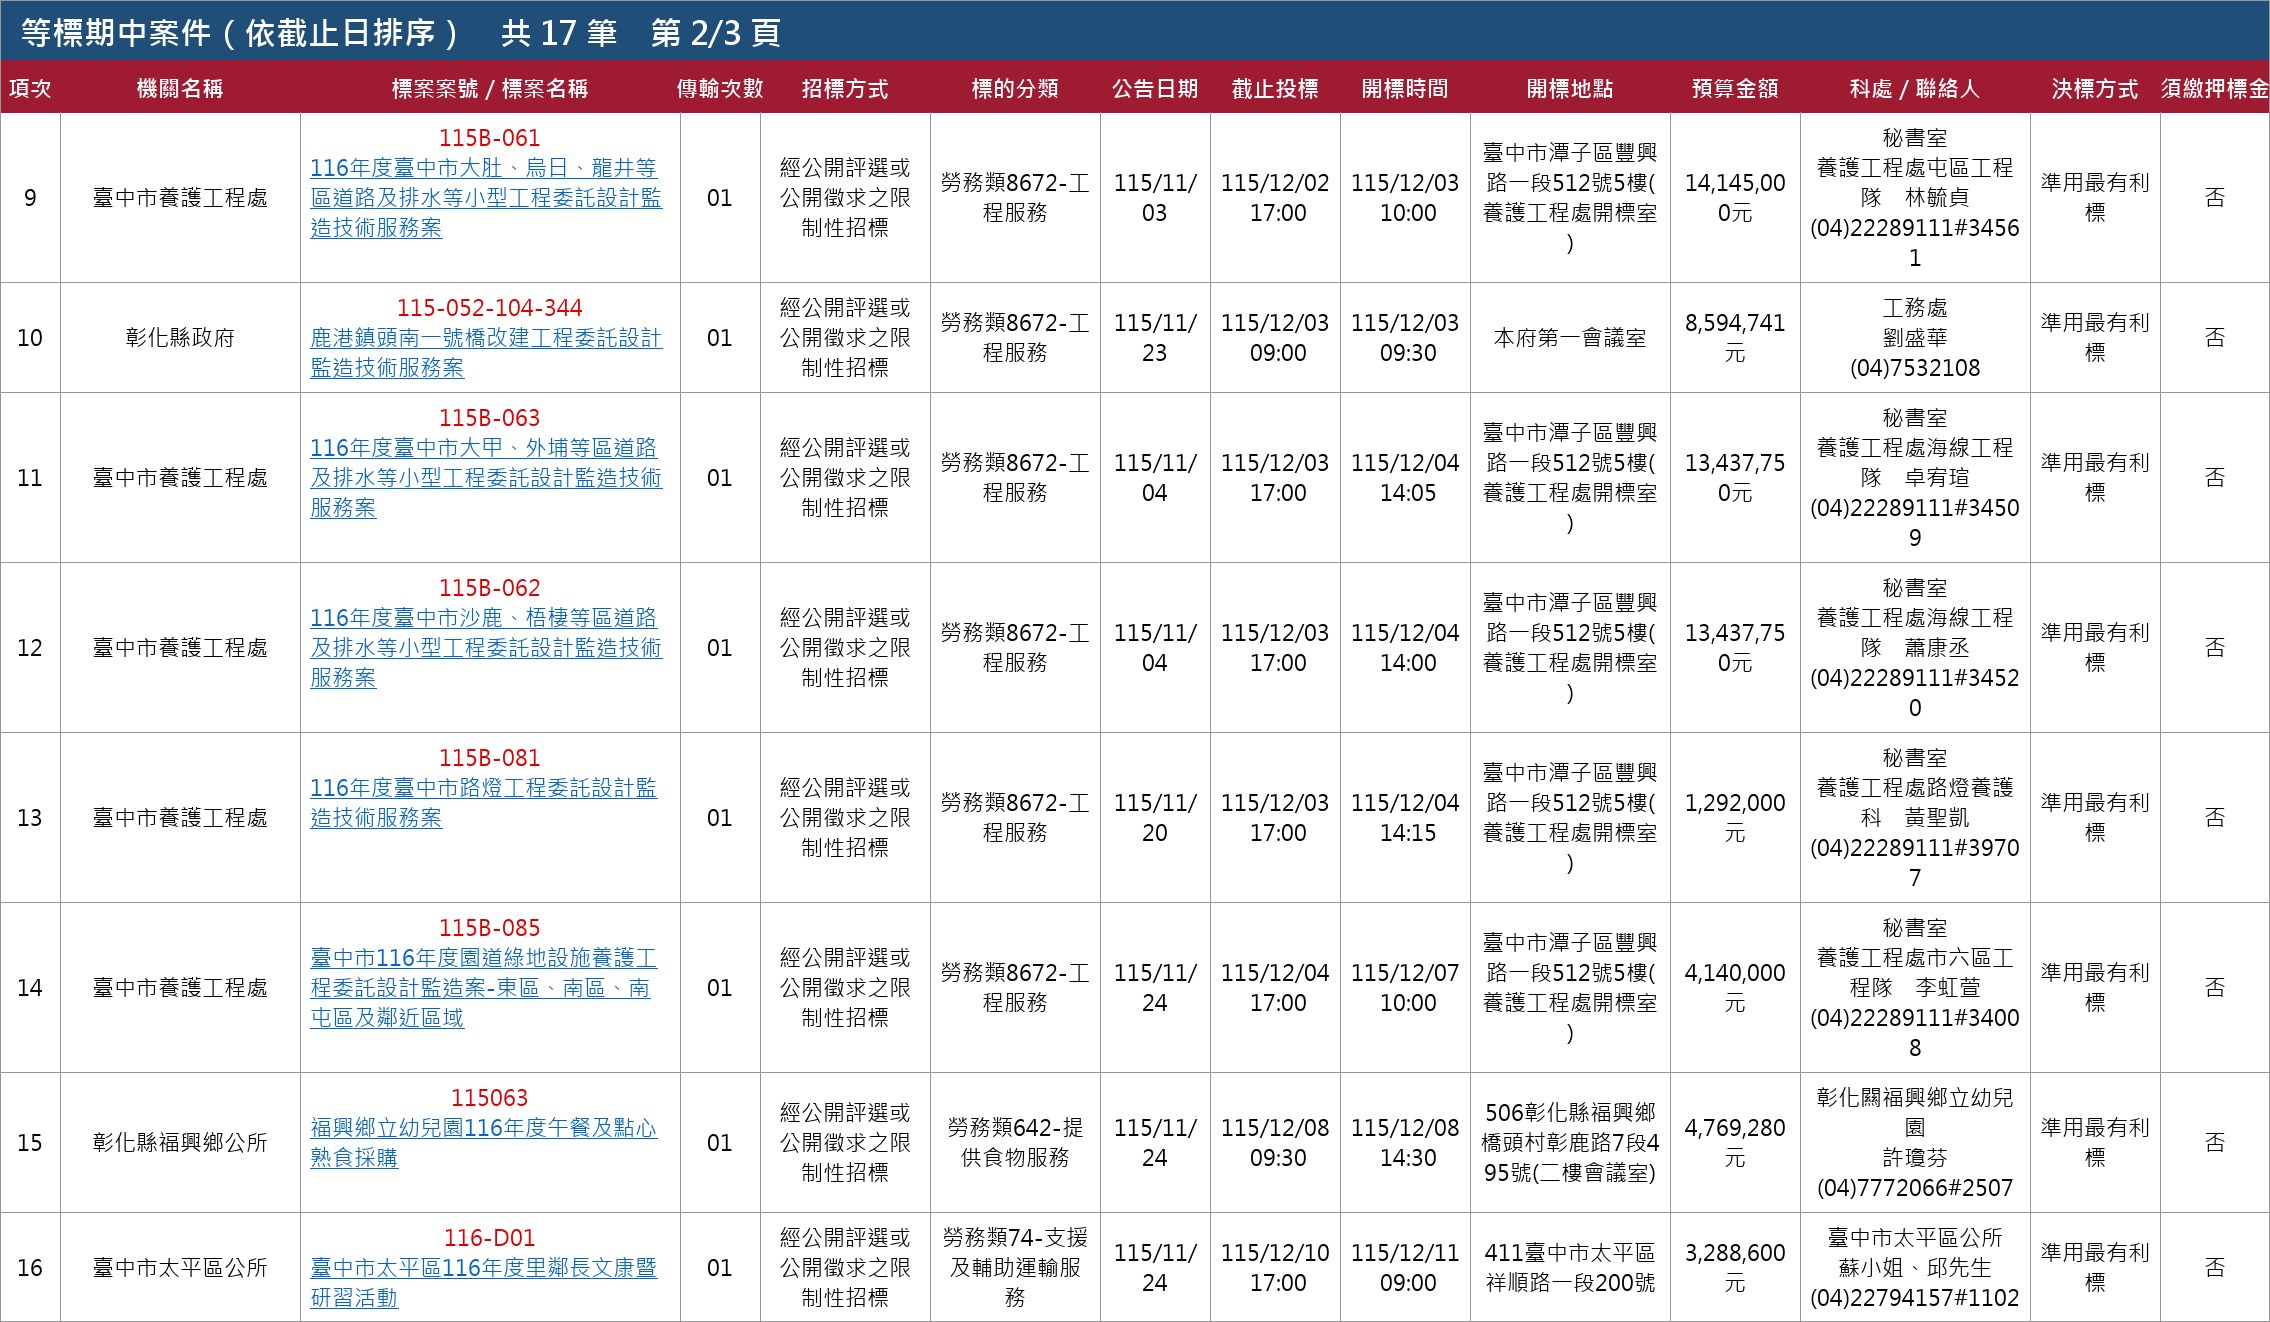 等標期中案件（依截止日排序）　共 17 筆　第 2/3 頁
項次 機關名稱 標案案號 / 標案名稱 傳輸次數 招標方式 標的分類 公告日期 截止投標 開標時間 開標地點 預算金額 科處 / 聯絡人 決標方式 須繳押標金
9
臺中市養護工程處
115B-061
116年度臺中市大肚、烏日、龍井等
區道路及排水等小型工程委託設計監
造技術服務案
01
經公開評選或
公開徵求之限
制性招標
勞務類8672-工
程服務
115/11/
03
115/12/02
17:00
115/12/03
10:00
臺中市潭子區豐興
路一段512號5樓(
養護工程處開標室
)
14,145,00
0元
秘書室
養護工程處屯區工程
隊　林毓貞
(04)22289111#3456
1
準用最有利
標
否
10
彰化縣政府
115-052-104-344
鹿港鎮頭南一號橋改建工程委託設計
監造技術服務案
01
經公開評選或
公開徵求之限
制性招標
勞務類8672-工
程服務
115/11/
23
115/12/03
09:00
115/12/03
09:30
本府第一會議室
8,594,741
元
工務處
劉盛華
(04)7532108
準用最有利
標
否
11
臺中市養護工程處
115B-063
116年度臺中市大甲、外埔等區道路
及排水等小型工程委託設計監造技術
服務案
01
經公開評選或
公開徵求之限
制性招標
勞務類8672-工
程服務
115/11/
04
115/12/03
17:00
115/12/04
14:05
臺中市潭子區豐興
路一段512號5樓(
養護工程處開標室
)
13,437,75
0元
秘書室
養護工程處海線工程
隊　卓宥瑄
(04)22289111#3450
9
準用最有利
標
否
12
臺中市養護工程處
115B-062
116年度臺中市沙鹿、梧棲等區道路
及排水等小型工程委託設計監造技術
服務案
01
經公開評選或
公開徵求之限
制性招標
勞務類8672-工
程服務
115/11/
04
115/12/03
17:00
115/12/04
14:00
臺中市潭子區豐興
路一段512號5樓(
養護工程處開標室
)
13,437,75
0元
秘書室
養護工程處海線工程
隊　蕭康丞
(04)22289111#3452
0
準用最有利
標
否
13
臺中市養護工程處
115B-081
116年度臺中市路燈工程委託設計監
造技術服務案
01
經公開評選或
公開徵求之限
制性招標
勞務類8672-工
程服務
115/11/
20
115/12/03
17:00
115/12/04
14:15
臺中市潭子區豐興
路一段512號5樓(
養護工程處開標室
)
1,292,000
元
秘書室
養護工程處路燈養護
科　黃聖凱
(04)22289111#3970
7
準用最有利
標
否
14
臺中市養護工程處
115B-085
臺中市116年度園道綠地設施養護工
程委託設計監造案-東區、南區、南
屯區及鄰近區域
01
經公開評選或
公開徵求之限
制性招標
勞務類8672-工
程服務
115/11/
24
115/12/04
17:00
115/12/07
10:00
臺中市潭子區豐興
路一段512號5樓(
養護工程處開標室
)
4,140,000
元
秘書室
養護工程處市六區工
程隊　李虹萱
(04)22289111#3400
8
準用最有利
標
否
15
彰化縣福興鄉公所
115063
福興鄉立幼兒園116年度午餐及點心
熟食採購
01
經公開評選或
公開徵求之限
制性招標
勞務類642-提
供食物服務
115/11/
24
115/12/08
09:30
115/12/08
14:30
506彰化縣福興鄉
橋頭村彰鹿路7段4
95號(二樓會議室)
4,769,280
元
彰化闗福興鄉立幼兒
園
許瓊芬
(04)7772066#2507
準用最有利
標
否
16
臺中市太平區公所
116-D01
臺中市太平區116年度里鄰長文康暨
研習活動
01
經公開評選或
公開徵求之限
制性招標
勞務類74-支援
及輔助運輸服
務
115/11/
24
115/12/10
17:00
115/12/11
09:00
411臺中市太平區
祥順路一段200號
3,288,600
元
臺中市太平區公所
蘇小姐、邱先生
(04)22794157#1102
準用最有利
標
否